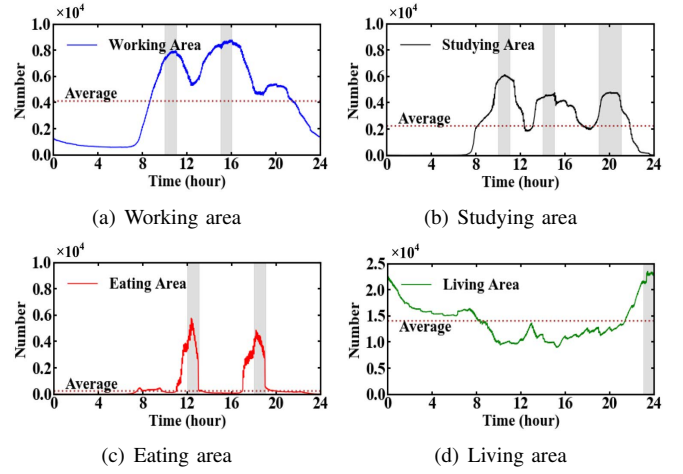 ×10⁴
1.0
0.8
0.6
0.4
0.2
0.0
Number
Working Area
Average
0 4 8 12 16 20 24
Time (hour)
(a) Working area
×10⁴
1.0
0.8
0.6
0.4
0.2
0.0
Number
Studying Area
Average
0 4 8 12 16 20 24
Time (hour)
(b) Studying area
×10⁴
1.0
0.8
0.6
0.4
0.2
0.0
Number
Eating Area
Average
0 4 8 12 16 20 24
Time (hour)
(c) Eating area
×10⁴
2.5
2.0
1.5
1.0
0.5
0.0
Number
Living Area
Average
0 4 8 12 16 20 24
Time (hour)
(d) Living area